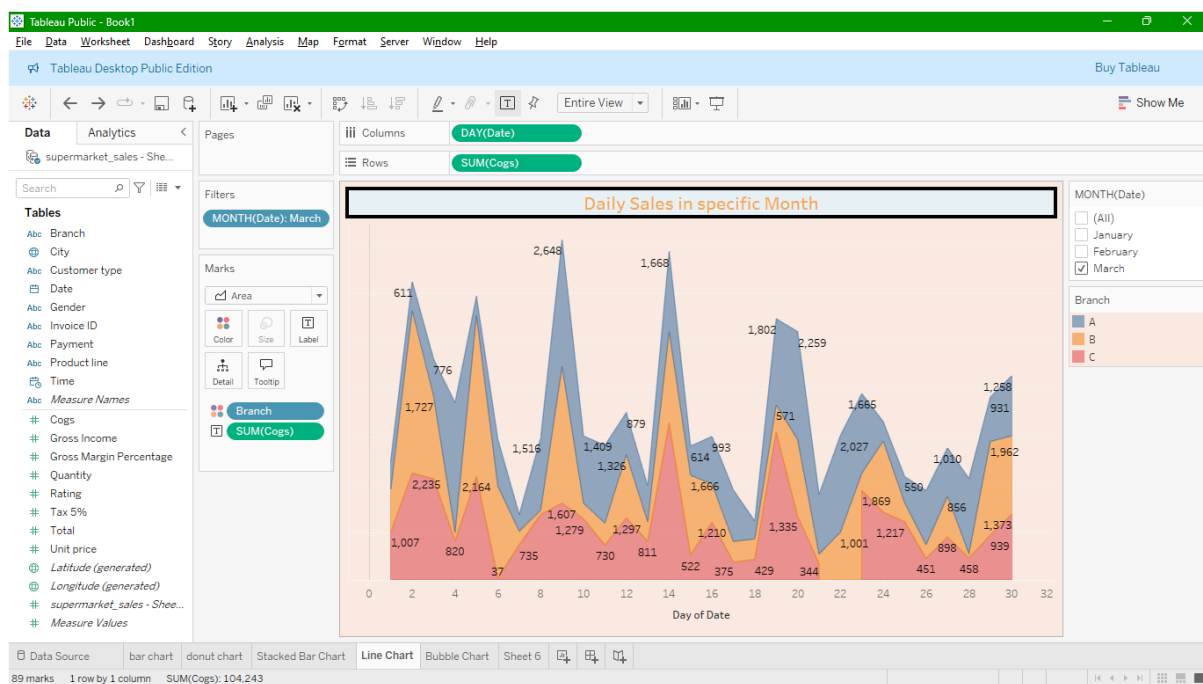 Tableau Public - Book1
File Data Worksheet Dashboard Story Analysis Map Format Server Window Help
Tableau Desktop Public Edition
Buy Tableau
Entire View
Show Me
Data Analytics
supermarket_sales - She...
Search
Tables
Abc Branch
City
Abc Customer type
Date
Abc Gender
Abc Invoice ID
Abc Payment
Abc Product line
Time
Abc Measure Names
# Cogs
# Gross Income
# Gross Margin Percentage
# Quantity
# Rating
# Tax 5%
# Total
# Unit price
Latitude (generated)
Longitude (generated)
# supermarket_sales - Shee...
# Measure Values
Pages
Filters
MONTH(Date): March
Marks
Area
Color Size Label
Detail Tooltip
Branch
SUM(Cogs)
Columns DAY(Date)
Rows SUM(Cogs)
Daily Sales in specific Month
2,648
1,668
611
1,802
2,259
776
1,258
1,727 1,665 931
571
879
1,516 1,409 993 2,027
1,326 614 1,010 1,962
2,235 2,164 1,666 550
1,869 856
1,607
1,279 1,297 1,210 1,335 1,217 1,373
1,007 811 1,001 898 939
820 735 730
522 451 458
37 375 429 344
0 2 4 6 8 10 12 14 16 18 20 22 24 26 28 30 32
Day of Date
MONTH(Date)
(All)
January
February
March
Branch
A
B
C
Data Source bar chart donut chart Stacked Bar Chart Line Chart Bubble Chart Sheet 6
89 marks 1 row by 1 column SUM(Cogs): 104,243